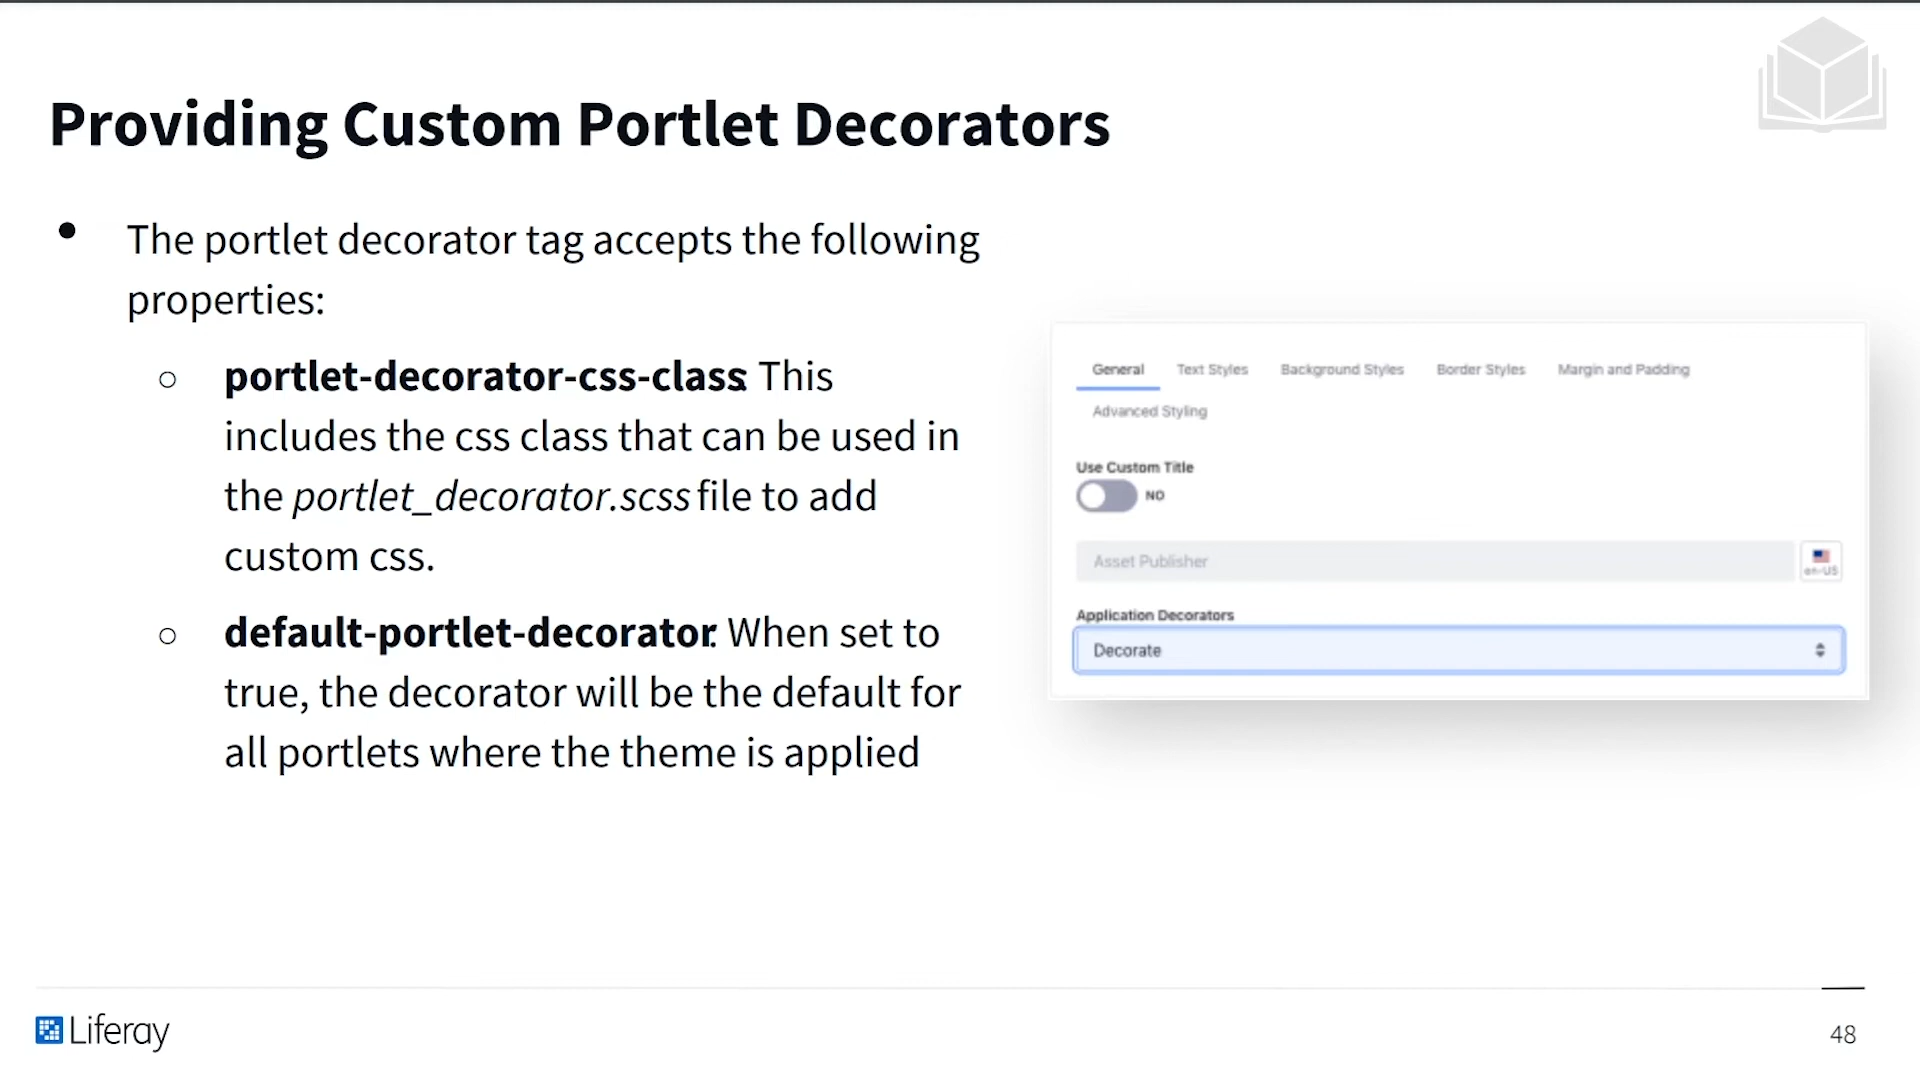 Providing Custom Portlet Decorators
● The portlet decorator tag accepts the following
properties:
○ portlet-decorator-css-class: This
includes the css class that can be used in
the portlet_decorator.scss file to add
custom css.
○ default-portlet-decorator: When set to
true, the decorator will be the default for
all portlets where the theme is applied
General Text Styles Background Styles Border Styles Margin and Padding
Advanced Styling
Use Custom Title
NO
Asset Publisher
en-US
Application Decorators
Decorate
Liferay
48